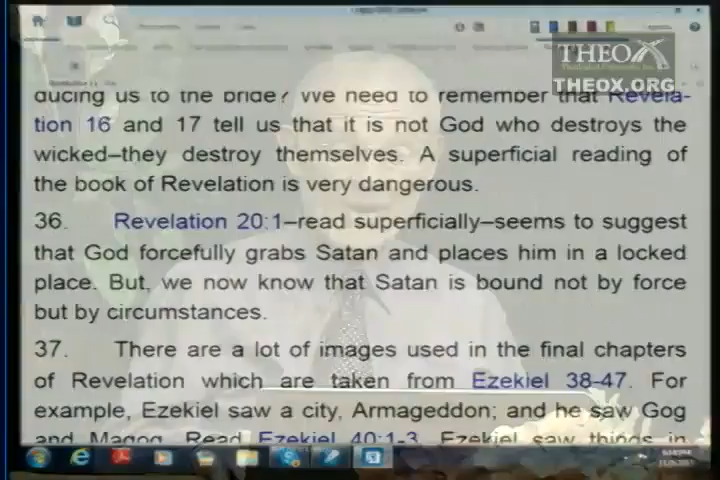 THEOX
THEOX.ORG
ducing us to the bride? We need to remember that Revela-
tion 16 and 17 tell us that it is not God who destroys the
wicked–they destroy themselves. A superficial reading of
the book of Revelation is very dangerous.
36. Revelation 20:1–read superficially–seems to suggest
that God forcefully grabs Satan and places him in a locked
place. But, we now know that Satan is bound not by force
but by circumstances.
37. There are a lot of images used in the final chapters
of Revelation which are taken from Ezekiel 38-47. For
example, Ezekiel saw a city, Armageddon; and he saw Gog
and Magog. Read Ezekiel 40:1-3. Ezekiel saw things in